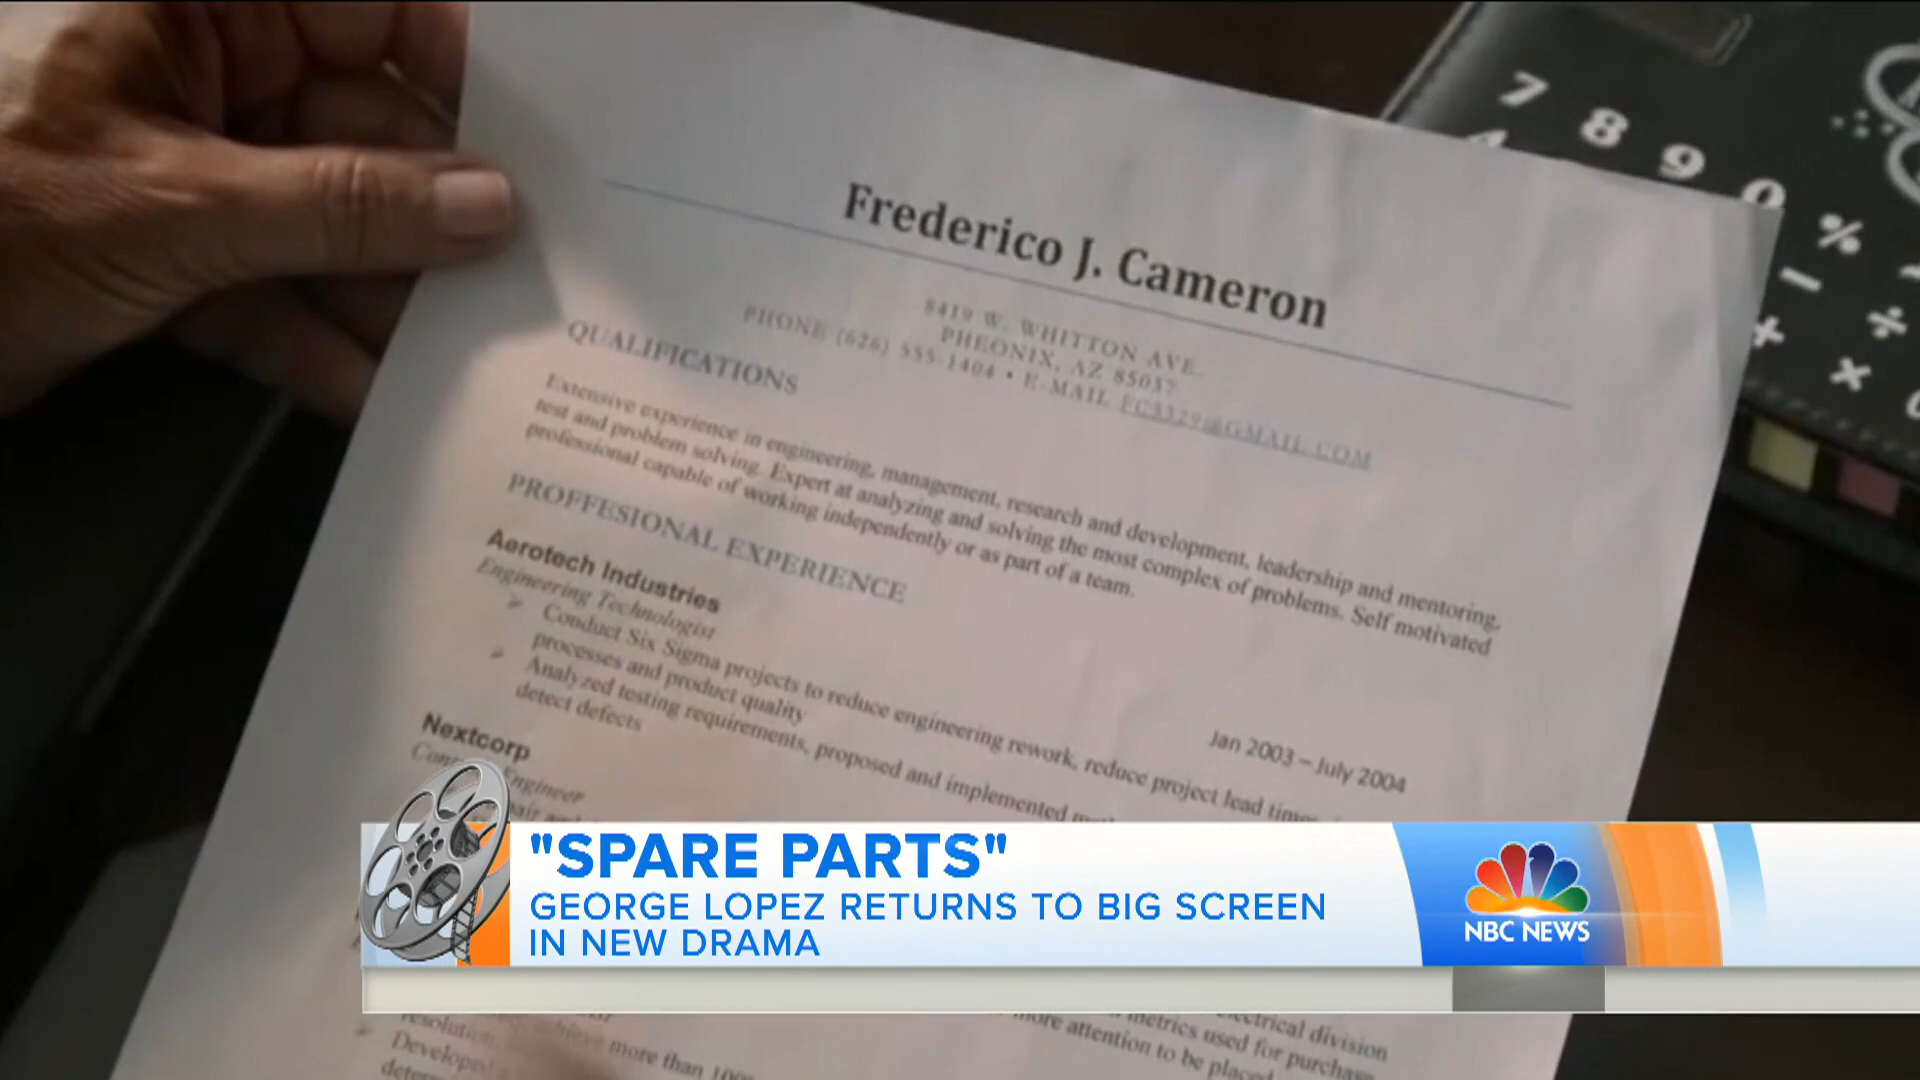 7 8 9 0 %
Frederico J. Cameron
8419 W. WHITTON AVE.
PHEONIX, AZ 85037
PHONE (626) 555-1404 • E-MAIL FC3329@GMAIL.COM
QUALIFICATIONS
Extensive experience in engineering, management, research and development, leadership and mentoring,
test and problem solving. Expert at analyzing and solving the most complex of problems. Self motivated
professional capable of working independently or as part of a team.
PROFFESIONAL EXPERIENCE
Aerotech Industries
Engineering Technologist
Jan 2003 – July 2004
Conduct Six Sigma projects to reduce engineering rework, reduce project lead
processes and product quality
Analyzed testing requirements, proposed and implemented
detect defects
Nextcorp
Engineer
"SPARE PARTS"
GEORGE LOPEZ RETURNS TO BIG SCREEN
IN NEW DRAMA
NBC NEWS
division
metrics used for
more attention to be
more than
Developed